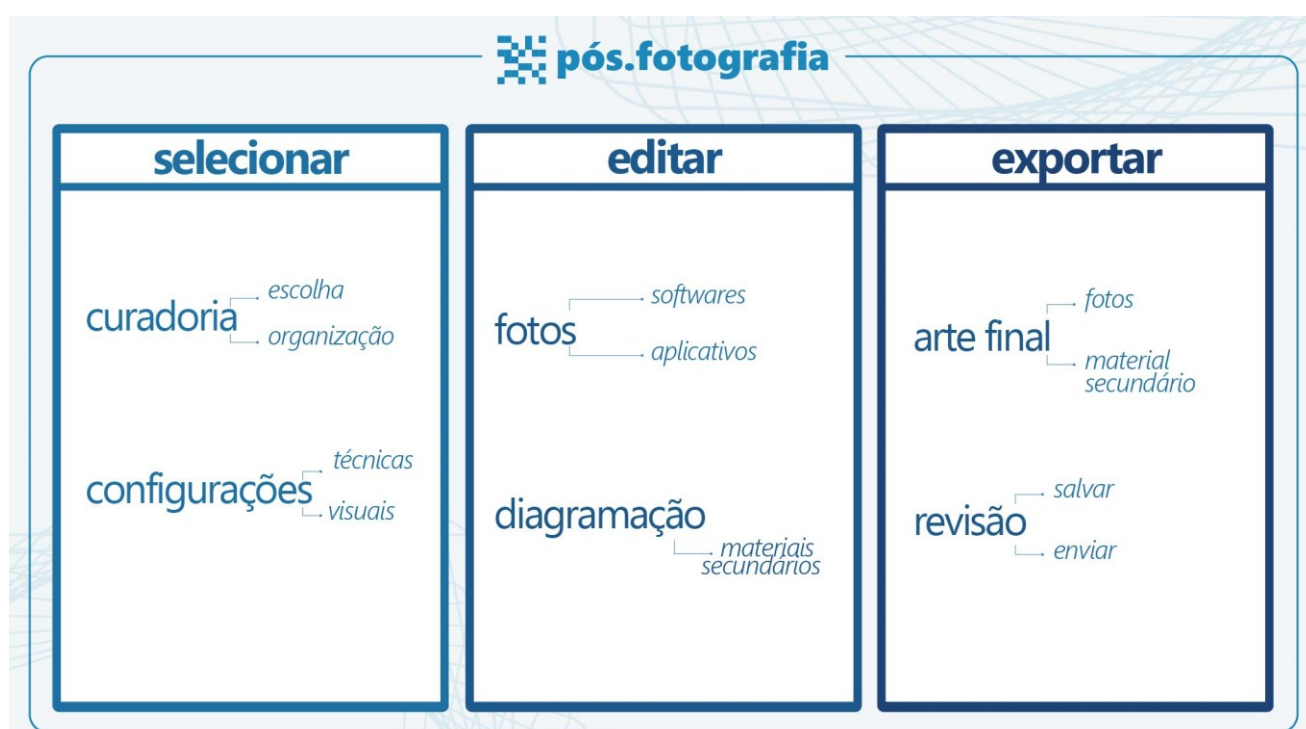 pós.fotografia
selecionar
curadoria
escolha
organização
configurações
técnicas
visuais
editar
fotos
softwares
aplicativos
diagramação
materiais
secundários
exportar
arte final
fotos
material
secundário
revisão
salvar
enviar